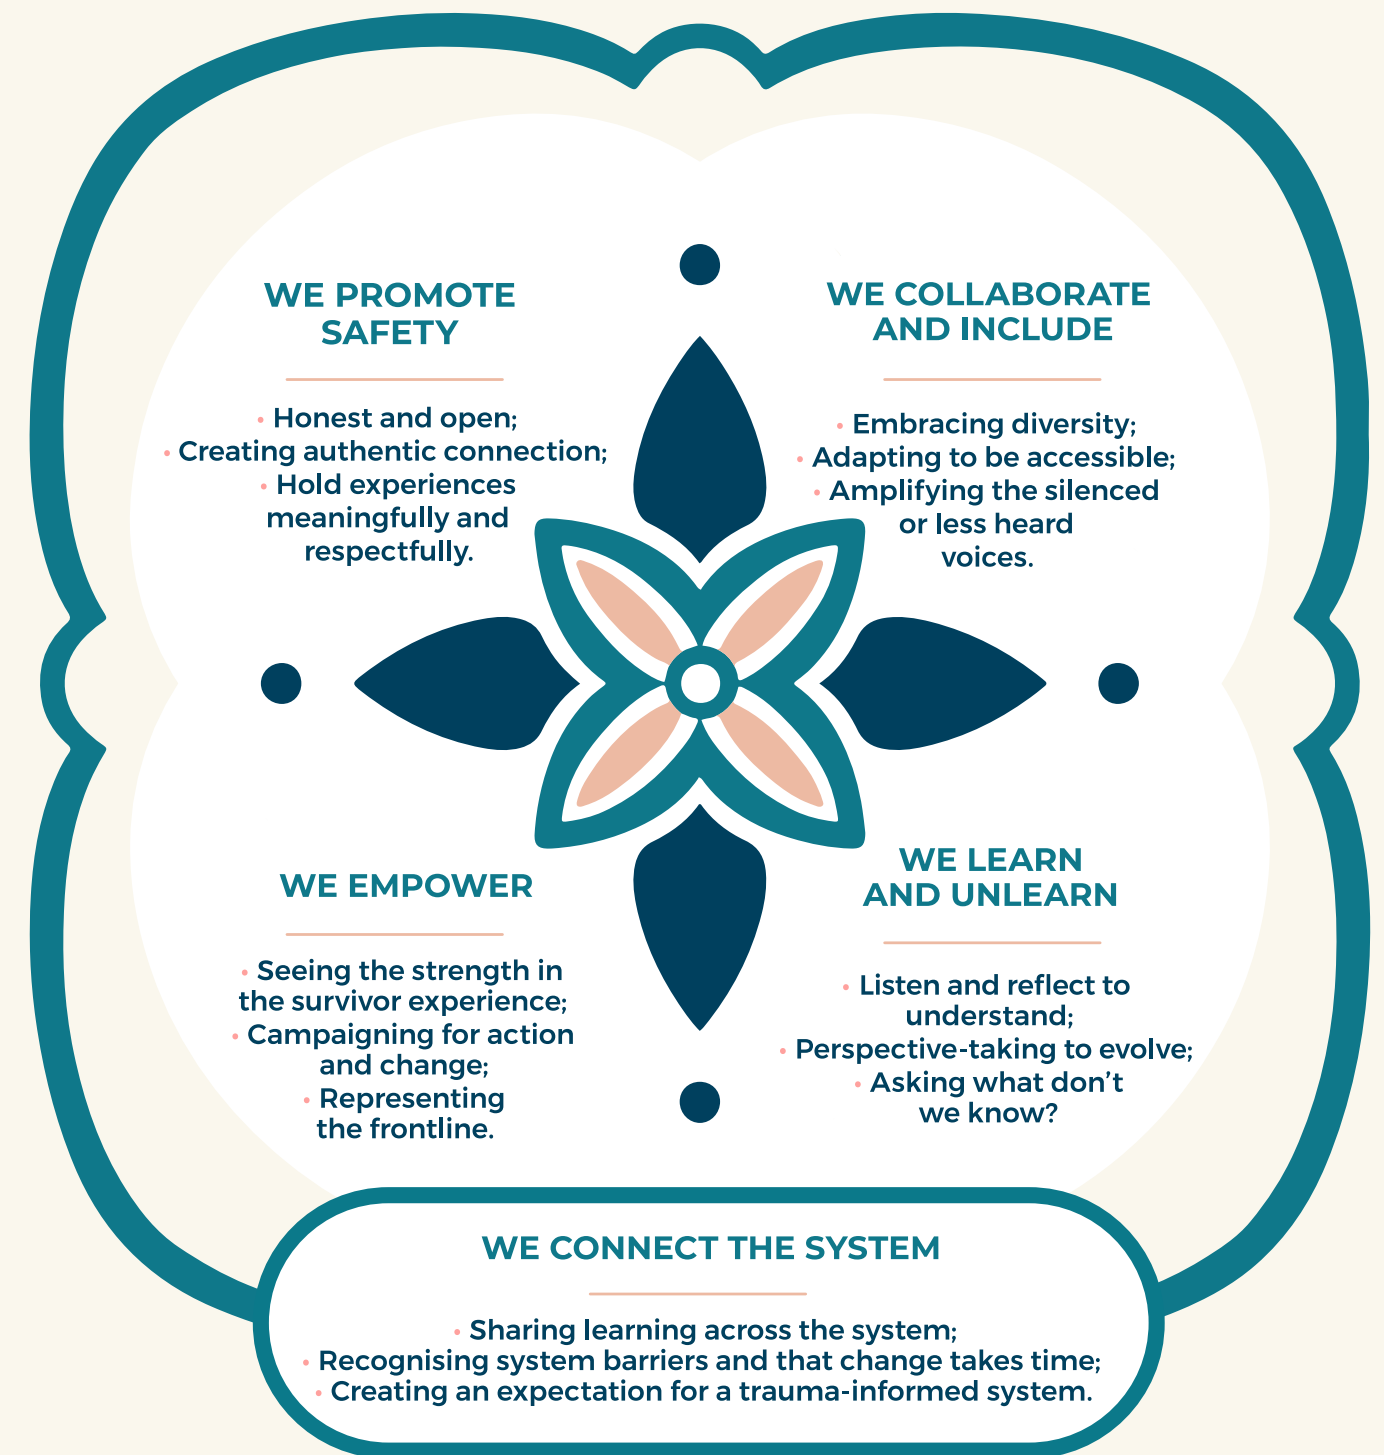 WE PROMOTE
SAFETY
• Honest and open;
• Creating authentic connection;
• Hold experiences
meaningfully and
respectfully.
WE COLLABORATE
AND INCLUDE
• Embracing diversity;
• Adapting to be accessible;
• Amplifying the silenced
or less heard
voices.
WE EMPOWER
• Seeing the strength in
the survivor experience;
• Campaigning for action
and change;
• Representing
the frontline.
WE LEARN
AND UNLEARN
• Listen and reflect to
understand;
• Perspective-taking to evolve;
• Asking what don’t
we know?
WE CONNECT THE SYSTEM
• Sharing learning across the system;
• Recognising system barriers and that change takes time;
• Creating an expectation for a trauma-informed system.